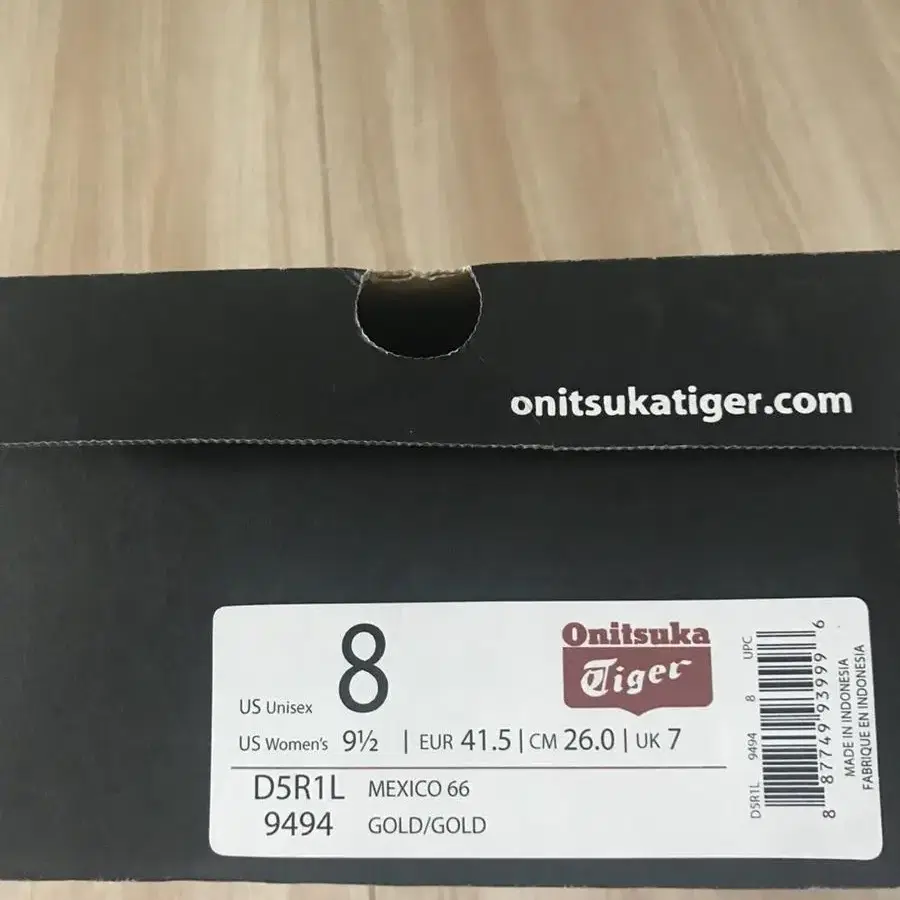 onitsukatiger.com
US Unisex 8
Onitsuka
Tiger
US Women's 9½ | EUR 41.5 | CM 26.0 | UK 7
D5R1L MEXICO 66
9494 GOLD/GOLD
D5R1L 9494 8 UPC
8 87749 93999 6
MADE IN INDONESIA
FABRIQUE EN INDONESIA